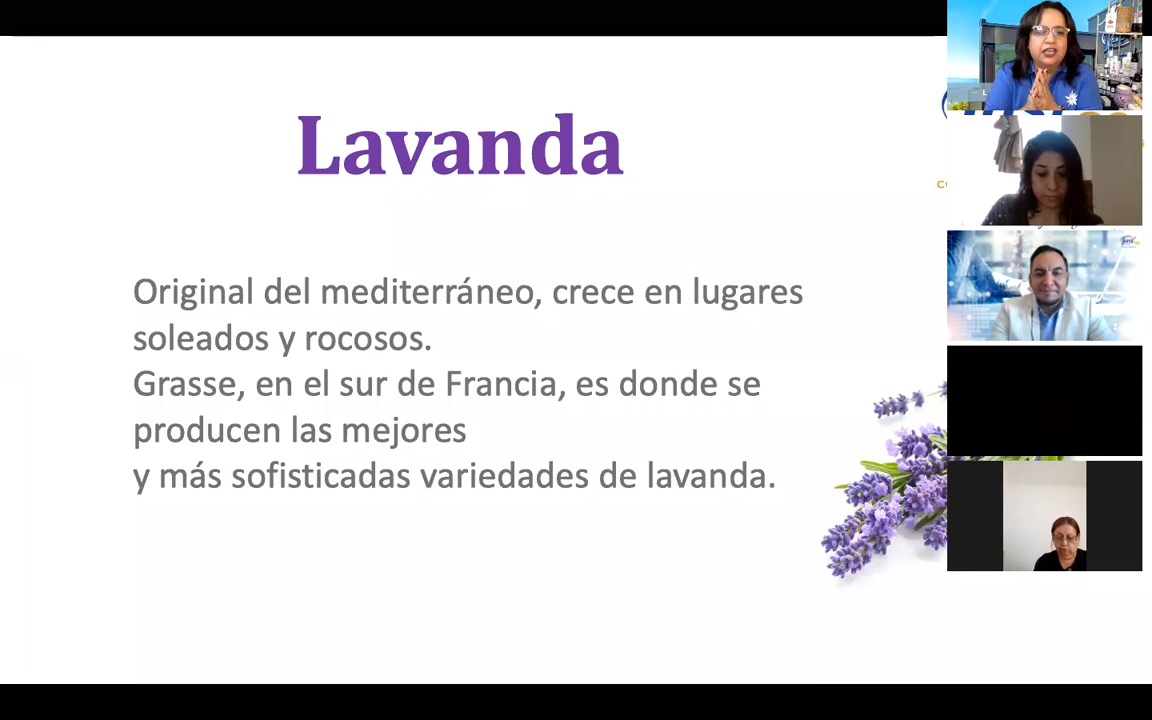 Lavanda
Original del mediterráneo, crece en lugares
soleados y rocosos.
Grasse, en el sur de Francia, es donde se
producen las mejores
y más sofisticadas variedades de lavanda.